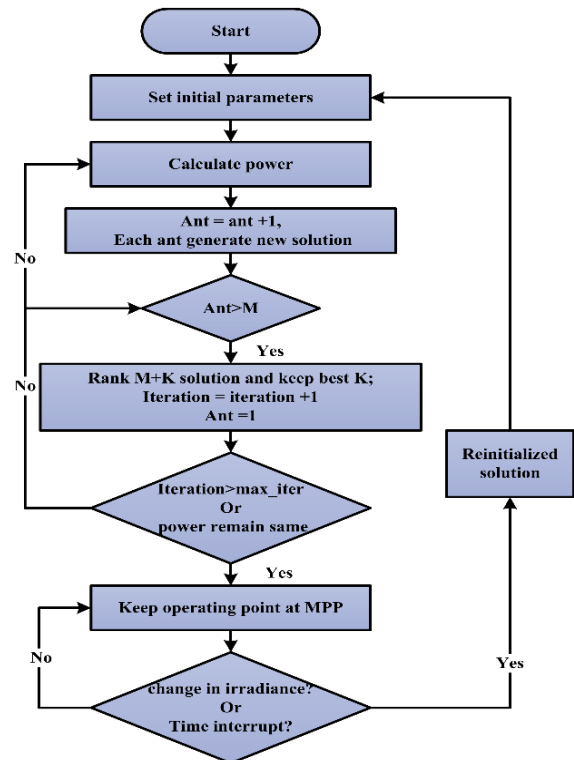 Start
Set initial parameters
Calculate power
Ant = ant +1,
Each ant generate new solution
No
Ant>M
Yes
Rank M+K solution and keep best K;
Iteration = iteration +1
Ant =1
No
Reinitialized
solution
Iteration>max_iter
Or
power remain same
Yes
Keep operating point at MPP
No
Yes
change in irradiance?
Or
Time interrupt?